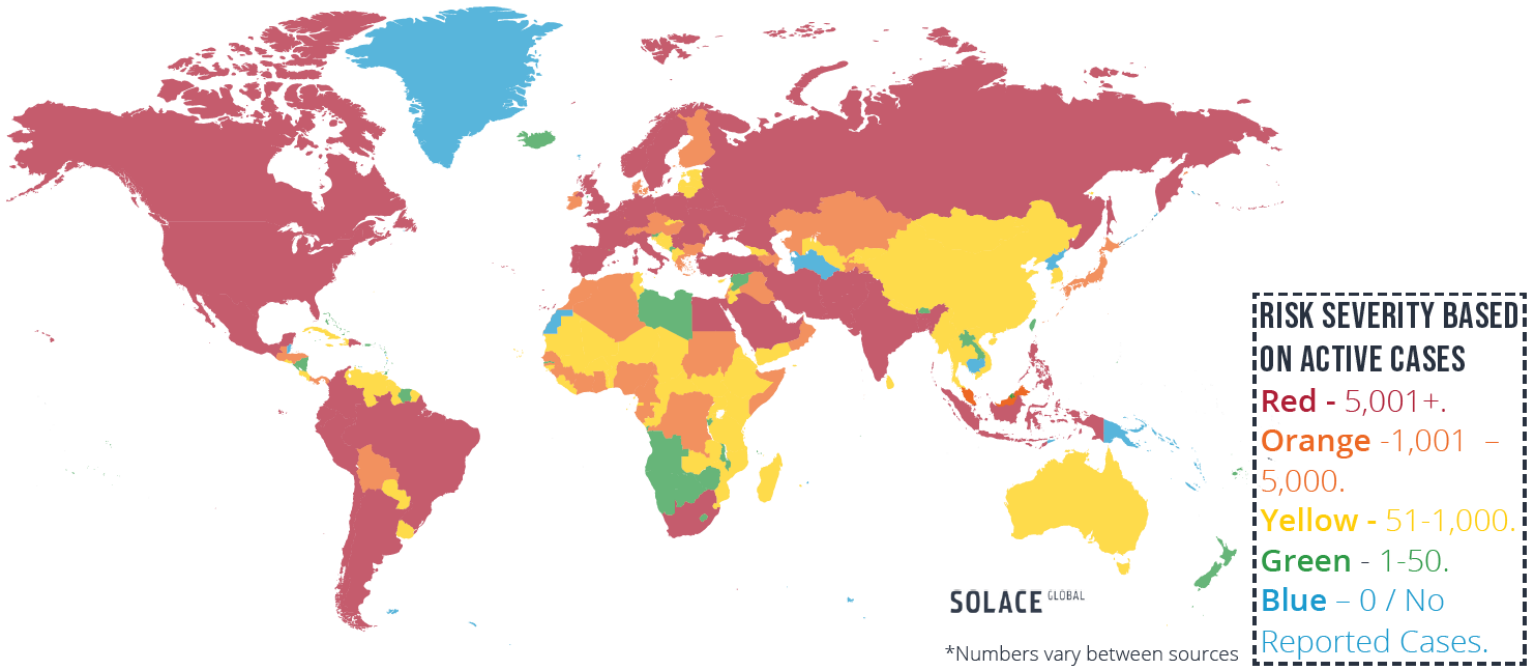 RISK SEVERITY BASED
ON ACTIVE CASES
Red - 5,001+.
Orange -1,001 –
5,000.
Yellow - 51-1,000.
Green - 1-50.
Blue – 0 / No
Reported Cases.
SOLACE GLOBAL
*Numbers vary between sources